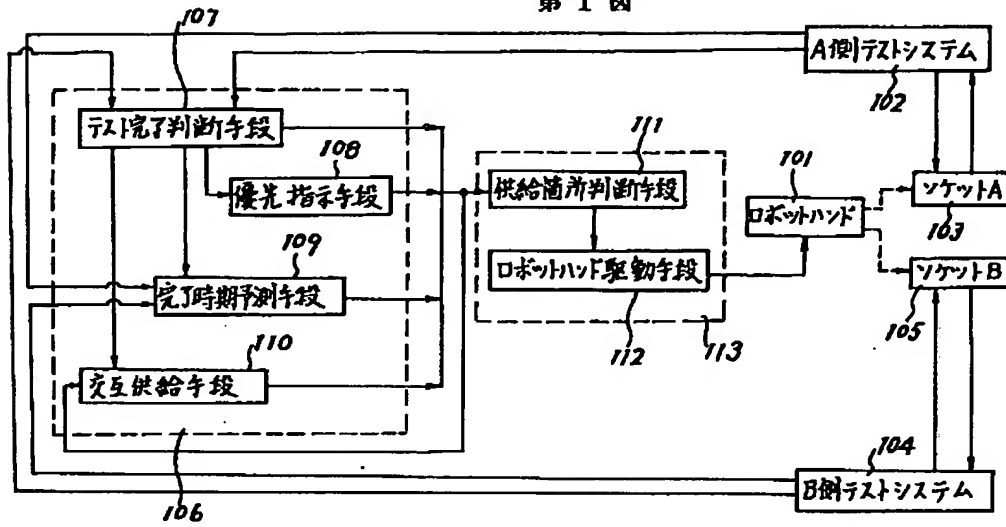 第1図
107
A側テストシステム
102
テスト完了判断手段
108
優先指示手段
111
供給箇所判断手段
101
ロボットハンド
ソケットA
103
109
完了時期予測手段
ロボットハンド駆動手段
112
113
ソケットB
105
110
交互供給手段
106
104
B側テストシステム